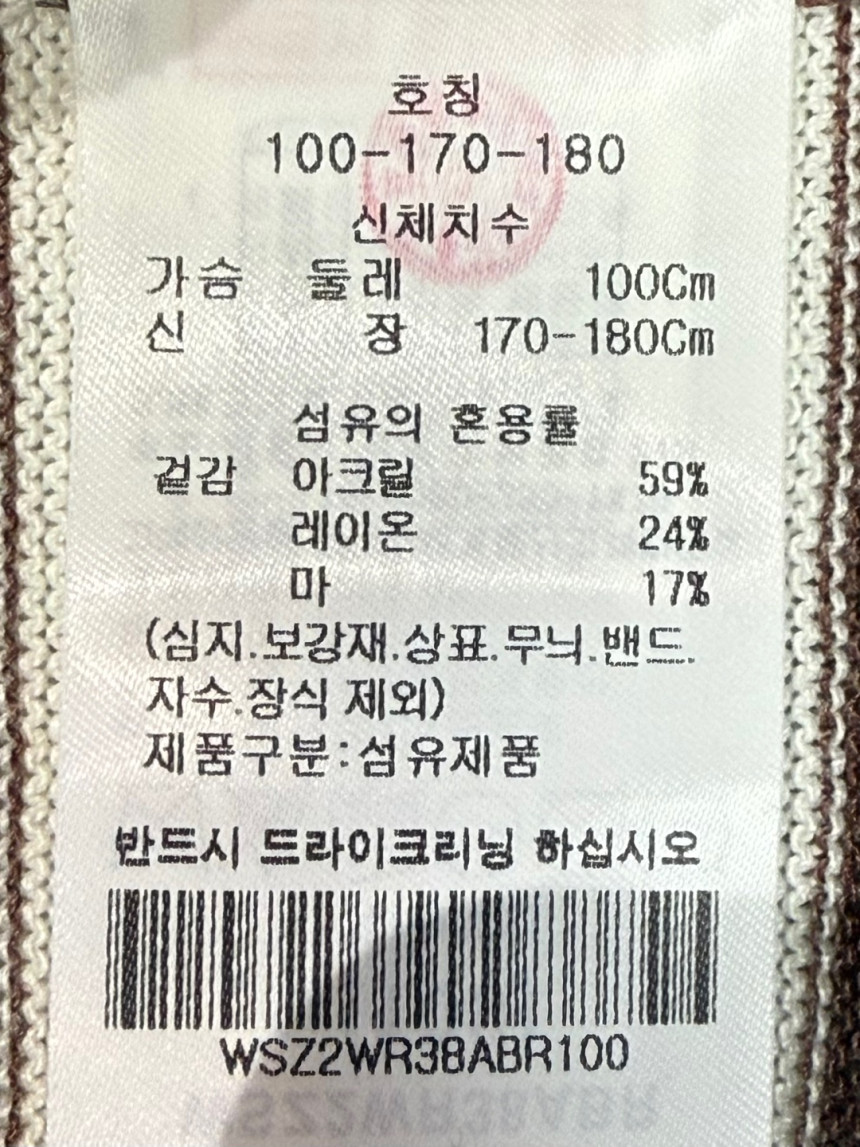 호칭
100-170-180
신체치수
가슴 둘레 100Cm
신 장 170-180Cm
섬유의 혼용률
겉감 아크릴 59%
레이온 24%
마 17%
(심지.보강재.상표.무늬.밴드.
자수.장식 제외)
제품구분:섬유제품
반드시 드라이크리닝 하십시오
WSZ2WR38ABR100